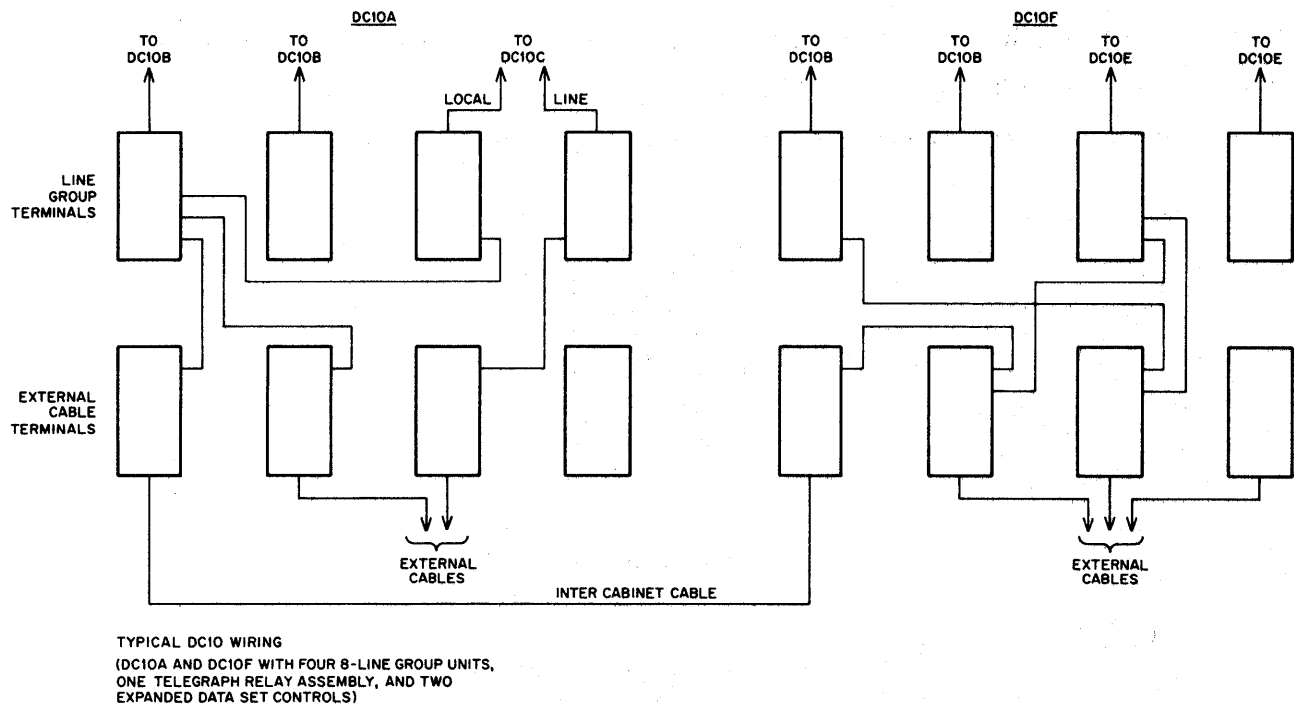 DC10A
DC10F
TO
DC10B
TO
DC10B
TO
DC10C
TO
DC10B
TO
DC10B
TO
DC10E
TO
DC10E
LOCAL
LINE
LINE
GROUP
TERMINALS
EXTERNAL
CABLE
TERMINALS
EXTERNAL
CABLES
EXTERNAL
CABLES
INTER CABINET CABLE
TYPICAL DC10 WIRING
(DC10A AND DC10F WITH FOUR 8-LINE GROUP UNITS,
ONE TELEGRAPH RELAY ASSEMBLY, AND TWO
EXPANDED DATA SET CONTROLS)